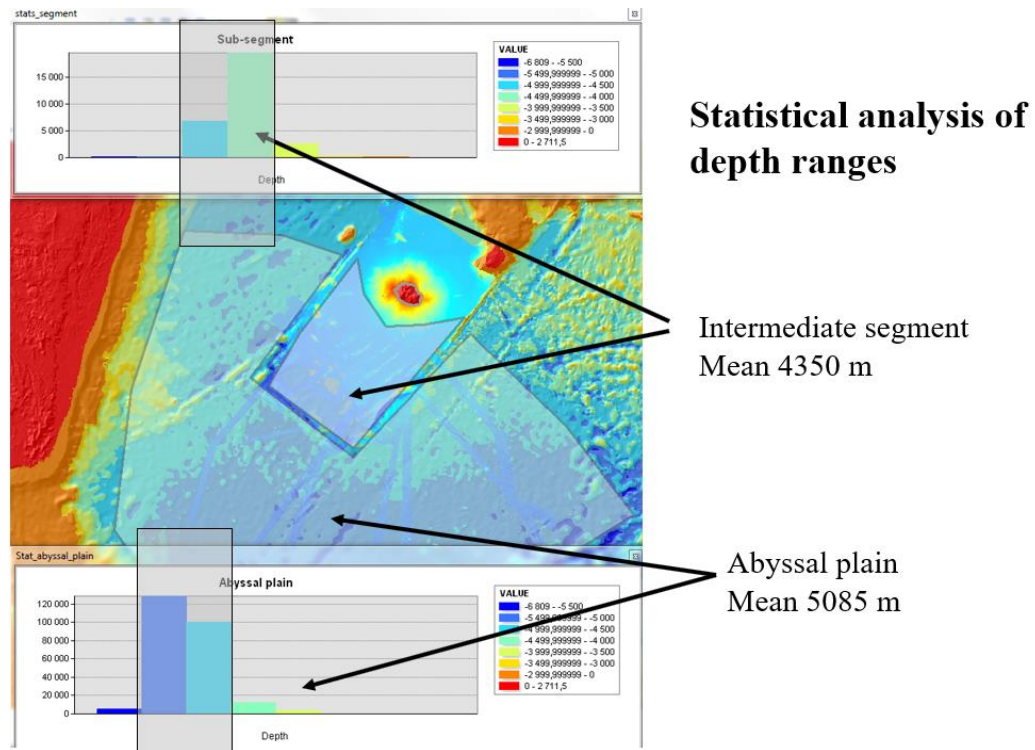 stats_segment
Sub-segment
15 000
10 000
5 000
0
Depth
VALUE
-6 809 - -5 500
-5 499,999999 - -5 000
-4 999,999999 - -4 500
-4 499,999999 - -4 000
-3 999,999999 - -3 500
-3 499,999999 - -3 000
-2 999,999999 - 0
0 - 2 711,5
Statistical analysis of
depth ranges
Intermediate segment
Mean 4350 m
Abyssal plain
Mean 5085 m
Stat_abyssal_plain
Abyssal plain
120 000
100 000
80 000
60 000
40 000
20 000
0
Depth
VALUE
-6 809 - -5 500
-5 499,999999 - -5 000
-4 999,999999 - -4 500
-4 499,999999 - -4 000
-3 999,999999 - -3 500
-3 499,999999 - -3 000
-2 999,999999 - 0
0 - 2 711,5